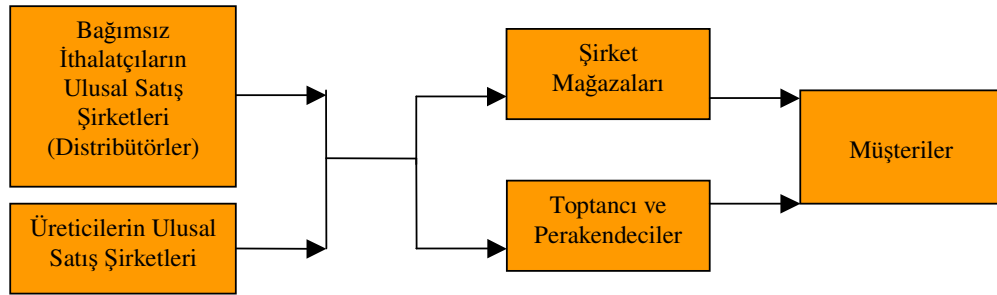 Bağımsız
İthalatçıların
Ulusal Satış
Şirketleri
(Distribütörler)
Üreticilerin Ulusal
Satış Şirketleri
Şirket
Mağazaları
Toptancı ve
Perakendeciler
Müşteriler